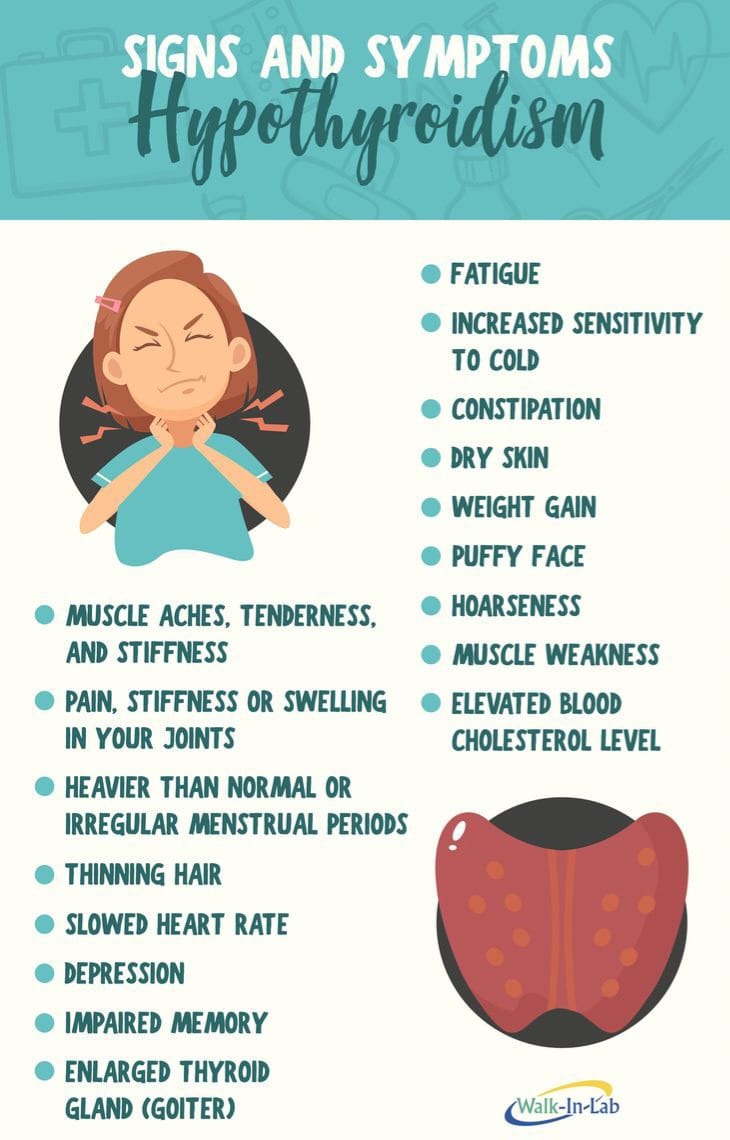 SIGNS AND SYMPTOMS
Hypothyroidism
FATIGUE
INCREASED SENSITIVITY
TO COLD
CONSTIPATION
DRY SKIN
WEIGHT GAIN
PUFFY FACE
HOARSENESS
MUSCLE WEAKNESS
ELEVATED BLOOD
CHOLESTEROL LEVEL
MUSCLE ACHES, TENDERNESS,
AND STIFFNESS
PAIN, STIFFNESS OR SWELLING
IN YOUR JOINTS
HEAVIER THAN NORMAL OR
IRREGULAR MENSTRUAL PERIODS
THINNING HAIR
SLOWED HEART RATE
DEPRESSION
IMPAIRED MEMORY
ENLARGED THYROID
GLAND (GOITER)
Walk-In-Lab